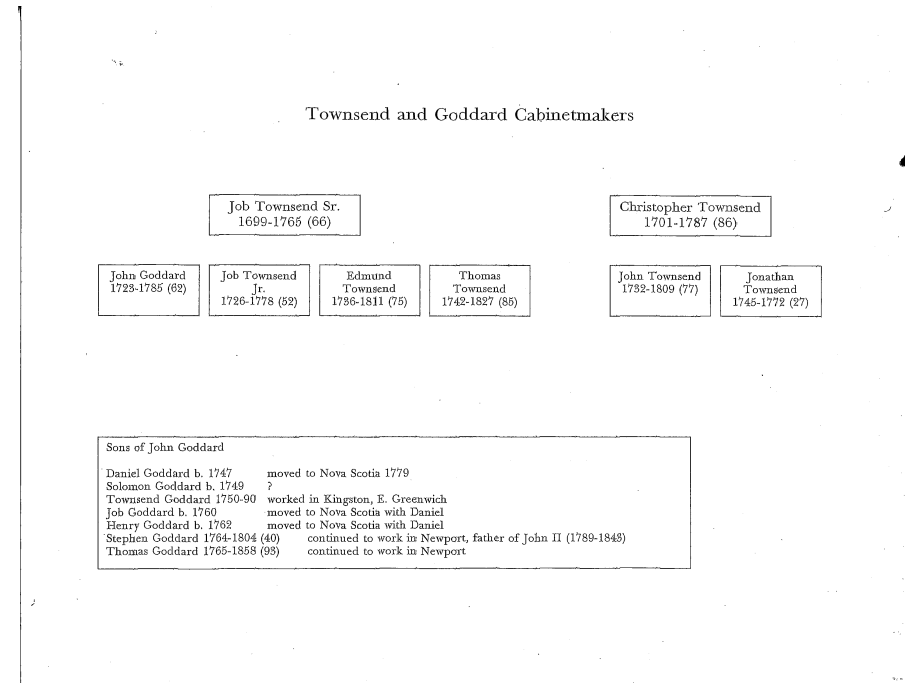 Townsend and Goddard Cabinetmakers
Job Townsend Sr.
1699-1765 (66)
Christopher Townsend
1701-1787 (86)
John Goddard
1723-1785 (62)
Job Townsend
Jr.
1726-1778 (52)
Edmund
Townsend
1736-1811 (75)
Thomas
Townsend
1742-1827 (85)
John Townsend
1732-1809 (77)
Jonathan
Townsend
1745-1772 (27)
Sons of John Goddard
Daniel Goddard b. 1747 moved to Nova Scotia 1779
Solomon Goddard b. 1749 ?
Townsend Goddard 1750-90 worked in Kingston, E. Greenwich
Job Goddard b. 1760 moved to Nova Scotia with Daniel
Henry Goddard b. 1762 moved to Nova Scotia with Daniel
Stephen Goddard 1764-1804 (40) continued to work in Newport, father of John II (1789-1843)
Thomas Goddard 1765-1858 (93) continued to work in Newport